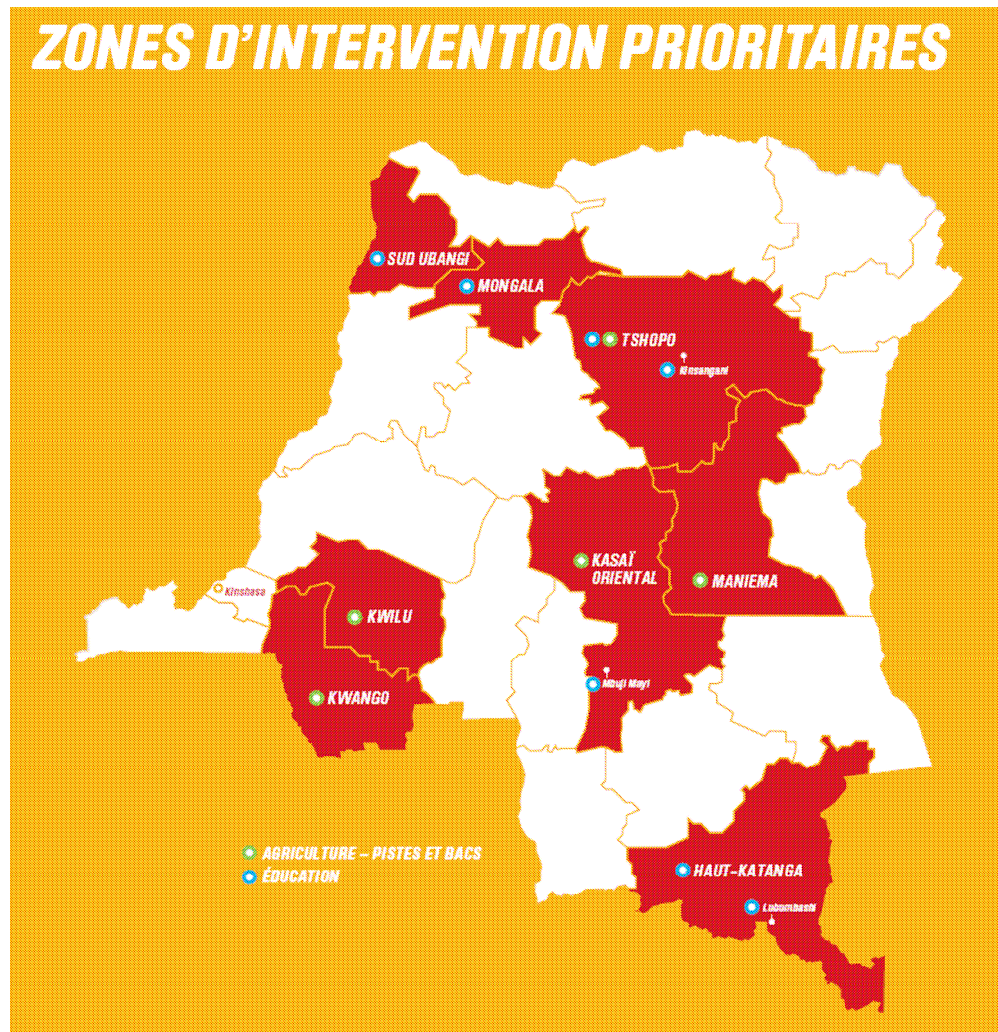 ZONES D'INTERVENTION PRIORITAIRES
SUD UBANGI
MONGALA
TSHOPO
Kinsangani
KASAÏ
ORIENTAL
MANIEMA
Kinshasa
KWILU
Mbuji Mayi
KWANGO
AGRICULTURE – PISTES ET BACS
ÉDUCATION
HAUT-KATANGA
Lubumbashi